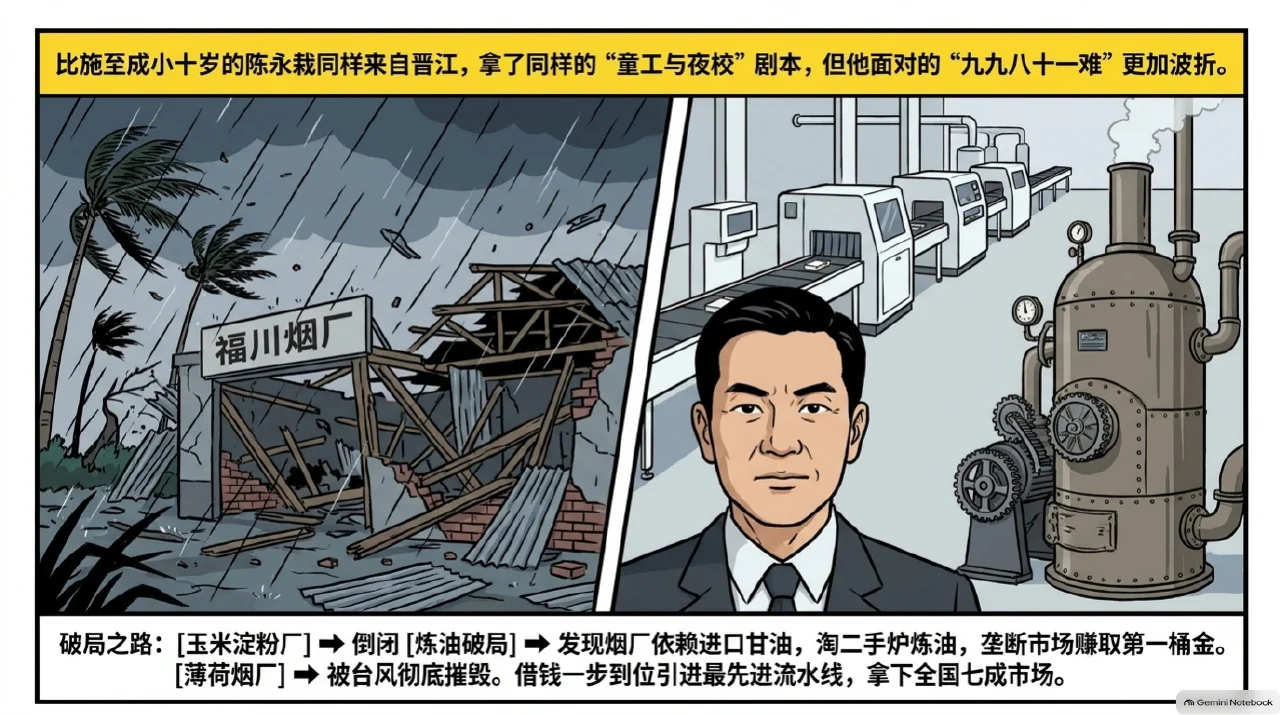 比施至成小十岁的陈永栽同样来自晋江，拿了同样的“童工与夜校”剧本，但他面对的“九九八十一难”更加波折。
福川烟厂
破局之路：[玉米淀粉厂] ➡ 倒闭 [炼油破局] ➡ 发现烟厂依赖进口甘油，淘二手炉炼油，垄断市场赚取第一桶金。
[薄荷烟厂] ➡ 被台风彻底摧毁。借钱一步到位引进最先进流水线，拿下全国七成市场。
Gemini Notebook